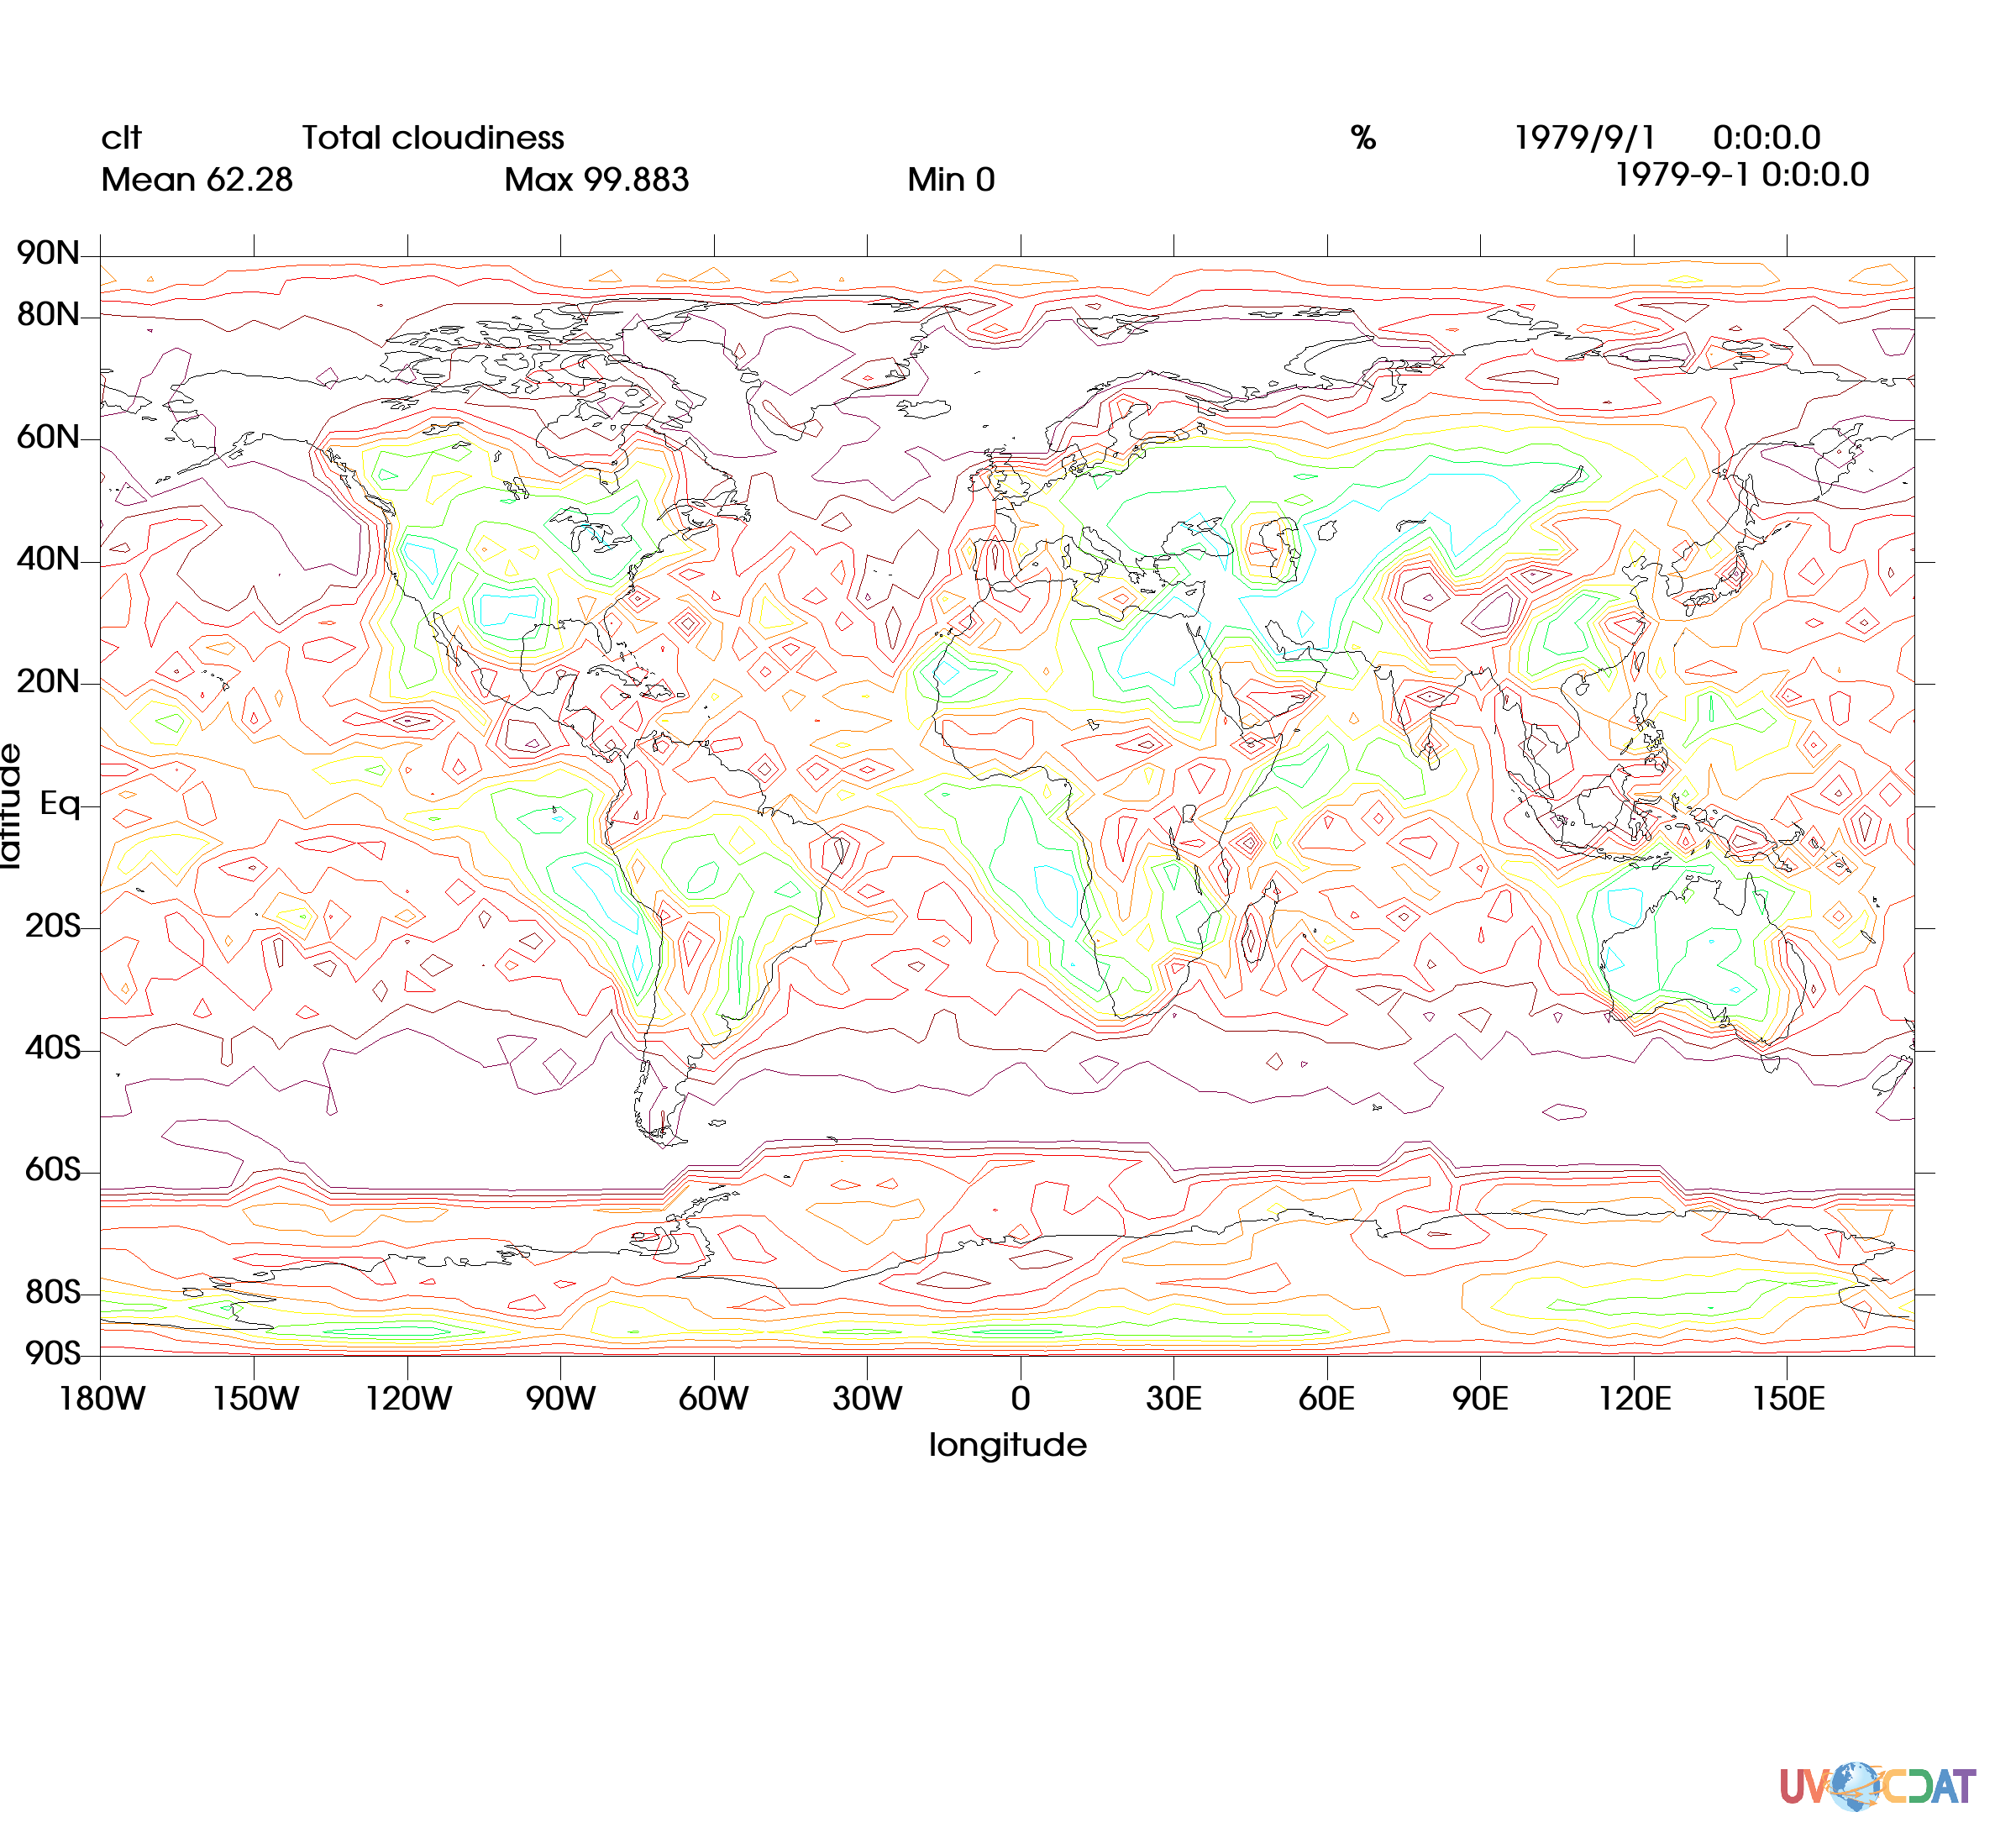 clt Total cloudiness % 1979/9/1 0:0:0.0
Mean 62.28 Max 99.883 Min 0 1979-9-1 0:0:0.0
90N
80N
60N
40N
20N
Eq
20S
40S
60S
80S
90S
latitude
180W 150W 120W 90W 60W 30W 0 30E 60E 90E 120E 150E
longitude
UV CDAT